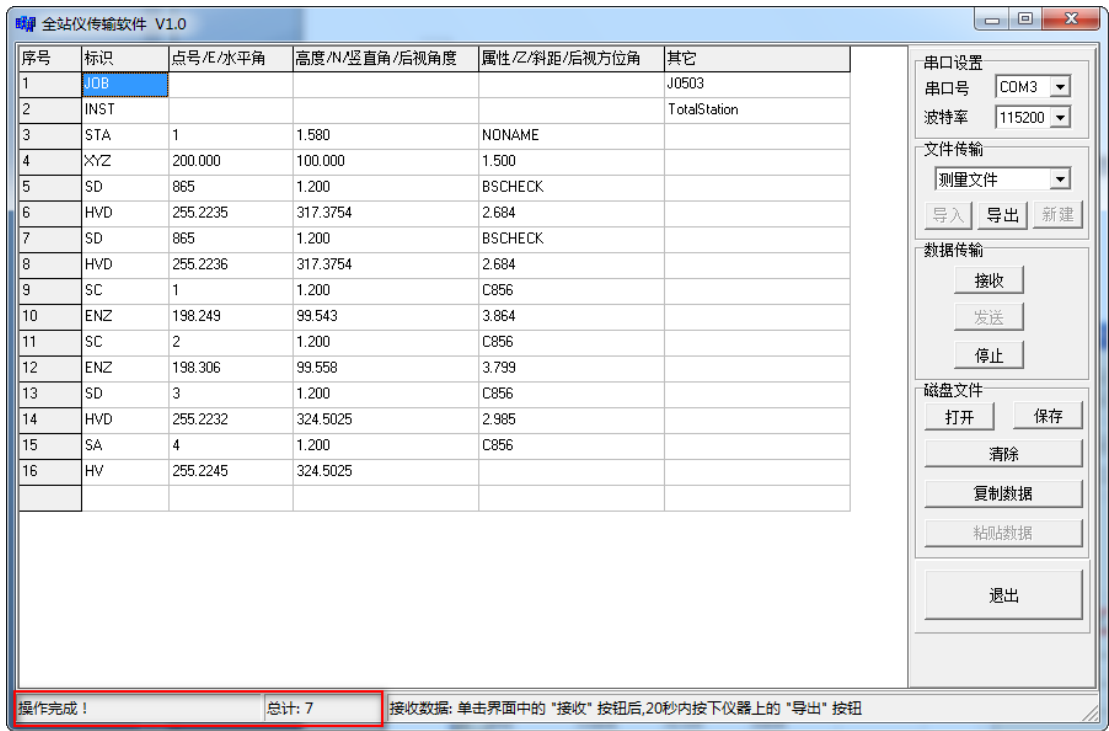 全站仪传输软件 V1.0
序号 标识 点号/E/水平角 高度/N/竖直角/后视角度 属性/Z/斜距/后视方位角 其它
1 JOB J0503
2 INST TotalStation
3 STA 1 1.580 NONAME
4 XYZ 200.000 100.000 1.500
5 SD 865 1.200 BSCHECK
6 HVD 255.2235 317.3754 2.684
7 SD 865 1.200 BSCHECK
8 HVD 255.2236 317.3754 2.684
9 SC 1 1.200 C856
10 ENZ 198.249 99.543 3.864
11 SC 2 1.200 C856
12 ENZ 198.306 99.558 3.799
13 SD 3 1.200 C856
14 HVD 255.2232 324.5025 2.985
15 SA 4 1.200 C856
16 HV 255.2245 324.5025
串口设置
串口号 COM3
波特率 115200
文件传输
测量文件
导入 导出 新建
数据传输
接收
发送
停止
磁盘文件
打开 保存
清除
复制数据
粘贴数据
退出
操作完成！ 总计: 7 接收数据: 单击界面中的 "接收" 按钮后,20秒内按下仪器上的 "导出" 按钮